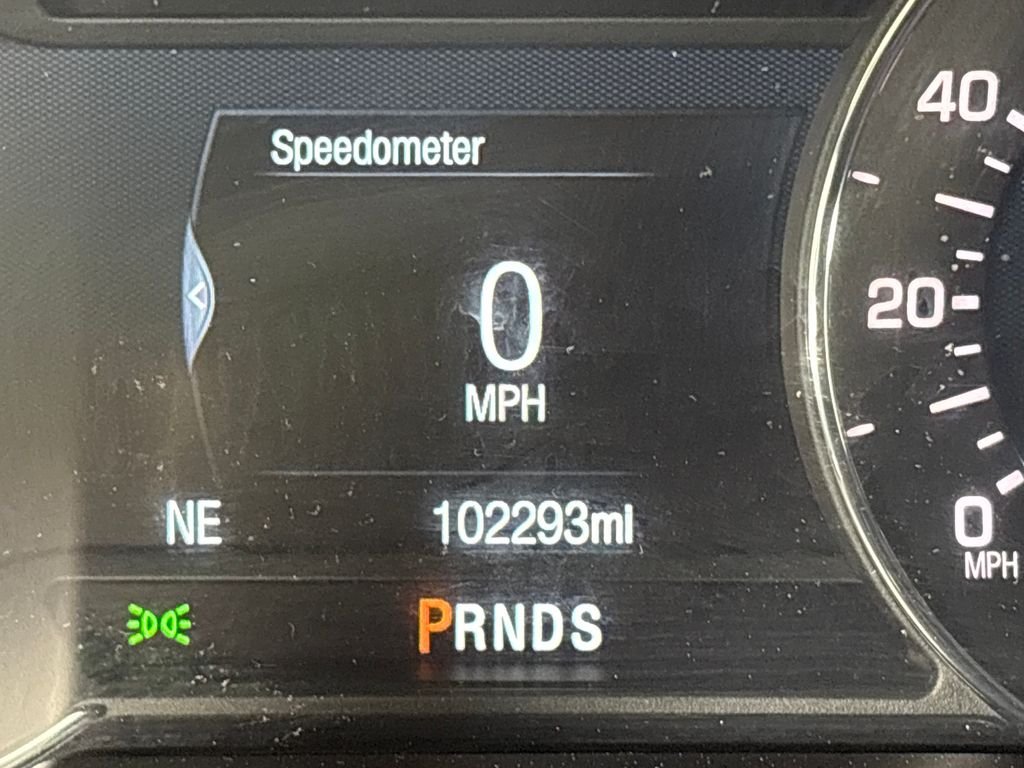 Speedometer
0
MPH
NE 102293mi
PRNDS
40
20
0
MPH